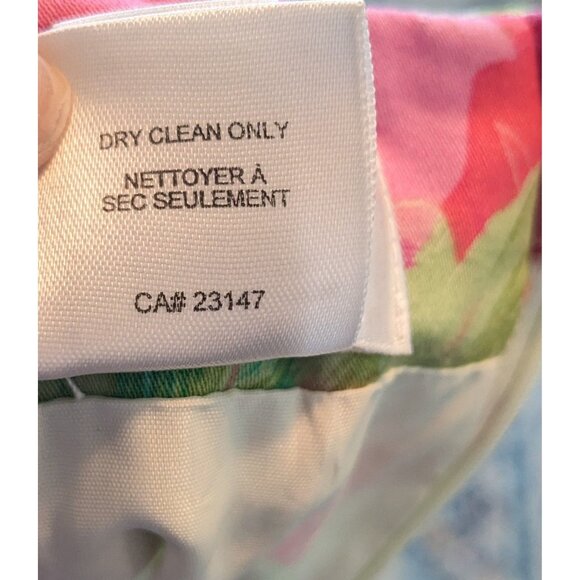 DRY CLEAN ONLY
NETTOYER À
SEC SEULEMENT
CA# 23147